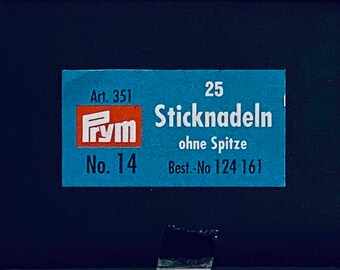 Art. 351
Prym
No. 14
25
Sticknadeln
ohne Spitze
Best.-No 124 161